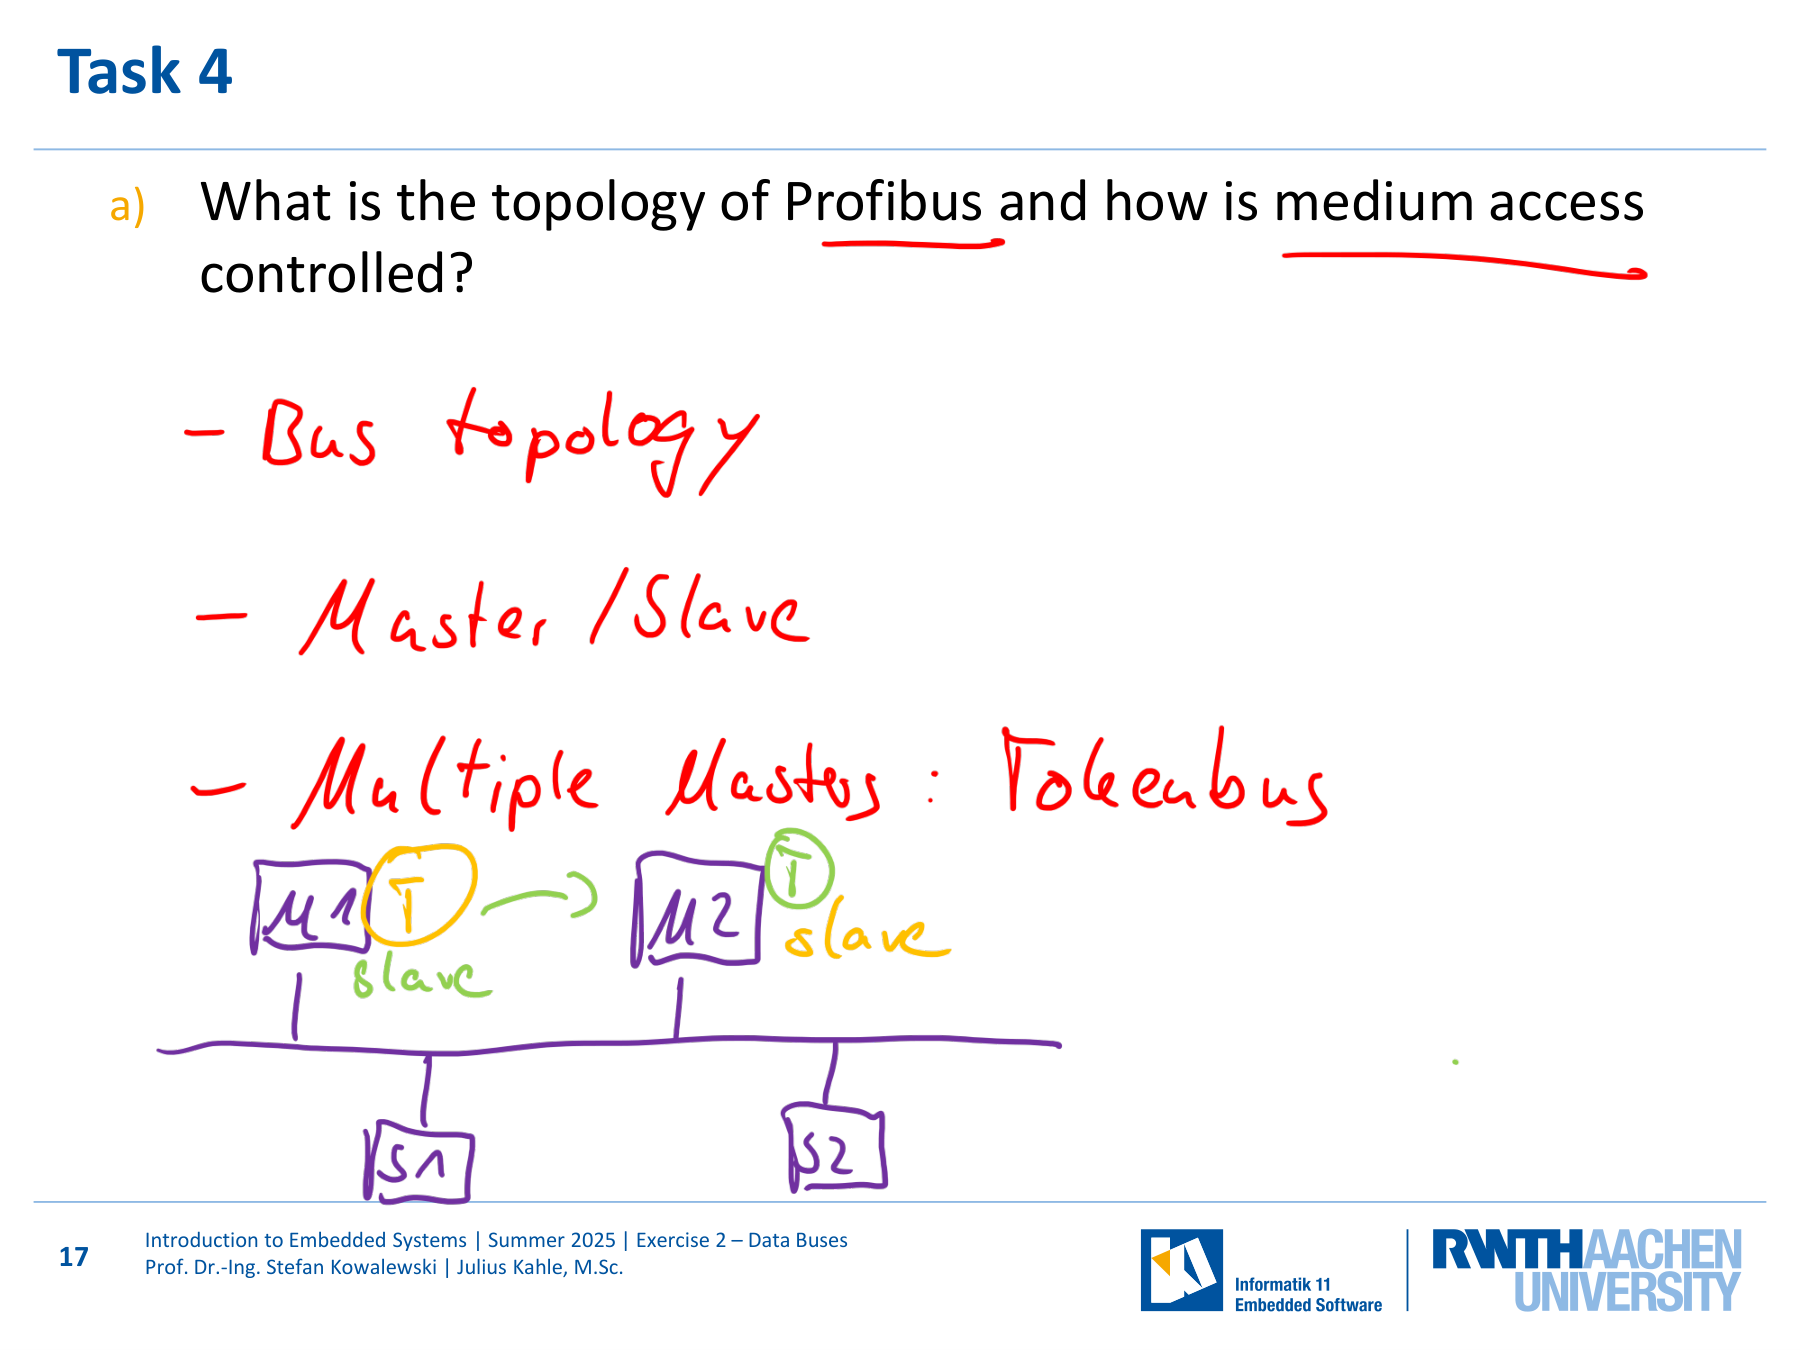 Task 4
a) What is the topology of Profibus and how is medium access
controlled?
- Bus topology
- Master/Slave
- Multiple Masters: Tokenbus
M1 T M2 T
slave slave
S1 S2
17 Introduction to Embedded Systems | Summer 2025 | Exercise 2 – Data Buses
Prof. Dr.-Ing. Stefan Kowalewski | Julius Kahle, M.Sc.
Informatik 11
Embedded Software
RWTHAACHEN
UNIVERSITY